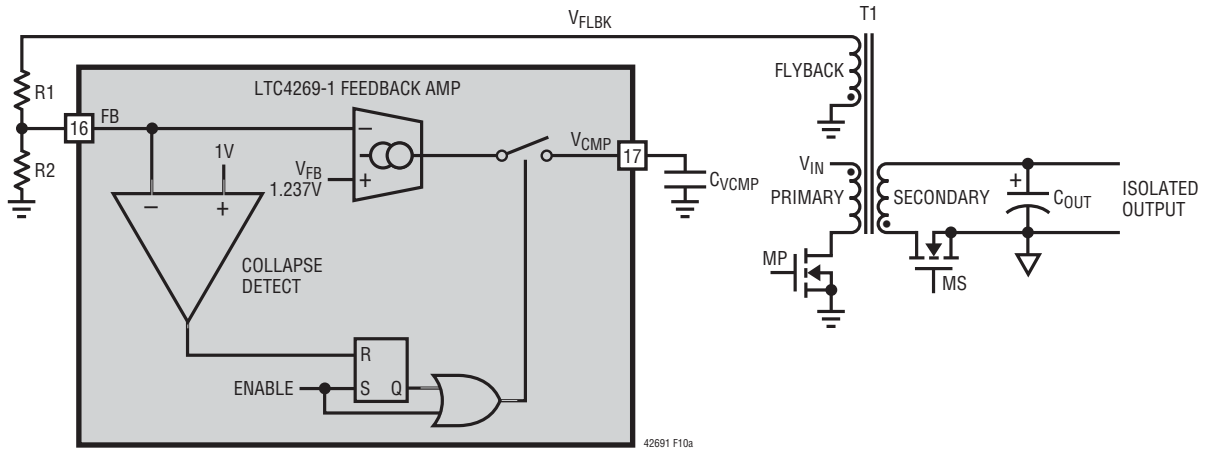 VFLBK
T1
FLYBACK
R1
LTC4269-1 FEEDBACK AMP
16
FB
R2
1V
VFB
1.237V
−
+
VCMP
17
CVCMP
−
+
COLLAPSE
DETECT
VIN
PRIMARY
SECONDARY
+
COUT
ISOLATED
OUTPUT
MP
MS
R
ENABLE
S
Q
42691 F10a